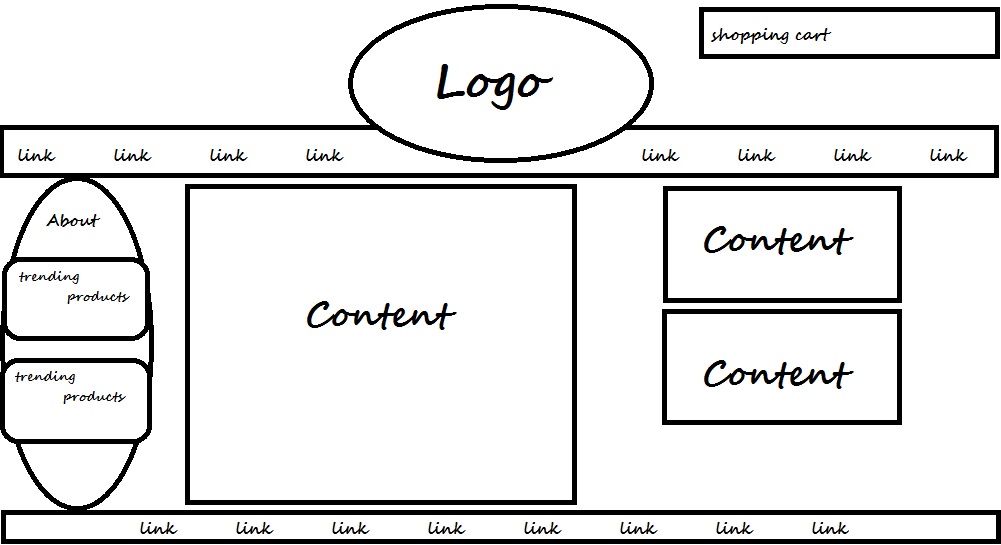 shopping cart
Logo
link link link link link link link link
About
trending
products
trending
products
Content
Content
Content
link link link link link link link link